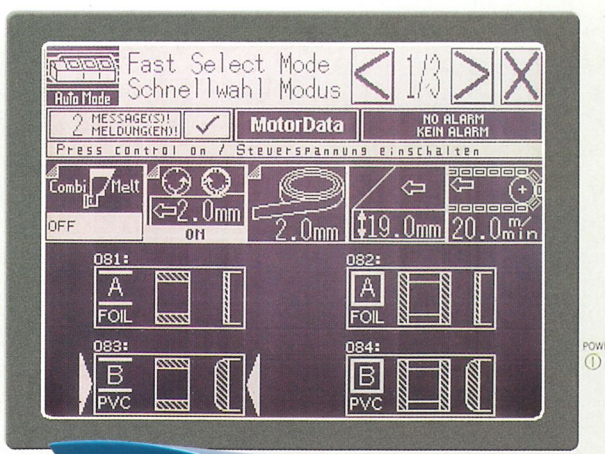 Fast Select Mode
Schnellwahl Modus
1/3
Auto Mode
2 MESSAGE(S)!
MELDUNG(EN)!
MotorData
NO ALARM
KEIN ALARM
Press control on / Steuerspannung einschalten
Combi Melt
OFF
2.0mm
ON
2.0mm
19.0mm
20.0 m/min
081:
A
FOIL
082:
A
FOIL
083:
B
PVC
084:
B
PVC
POW